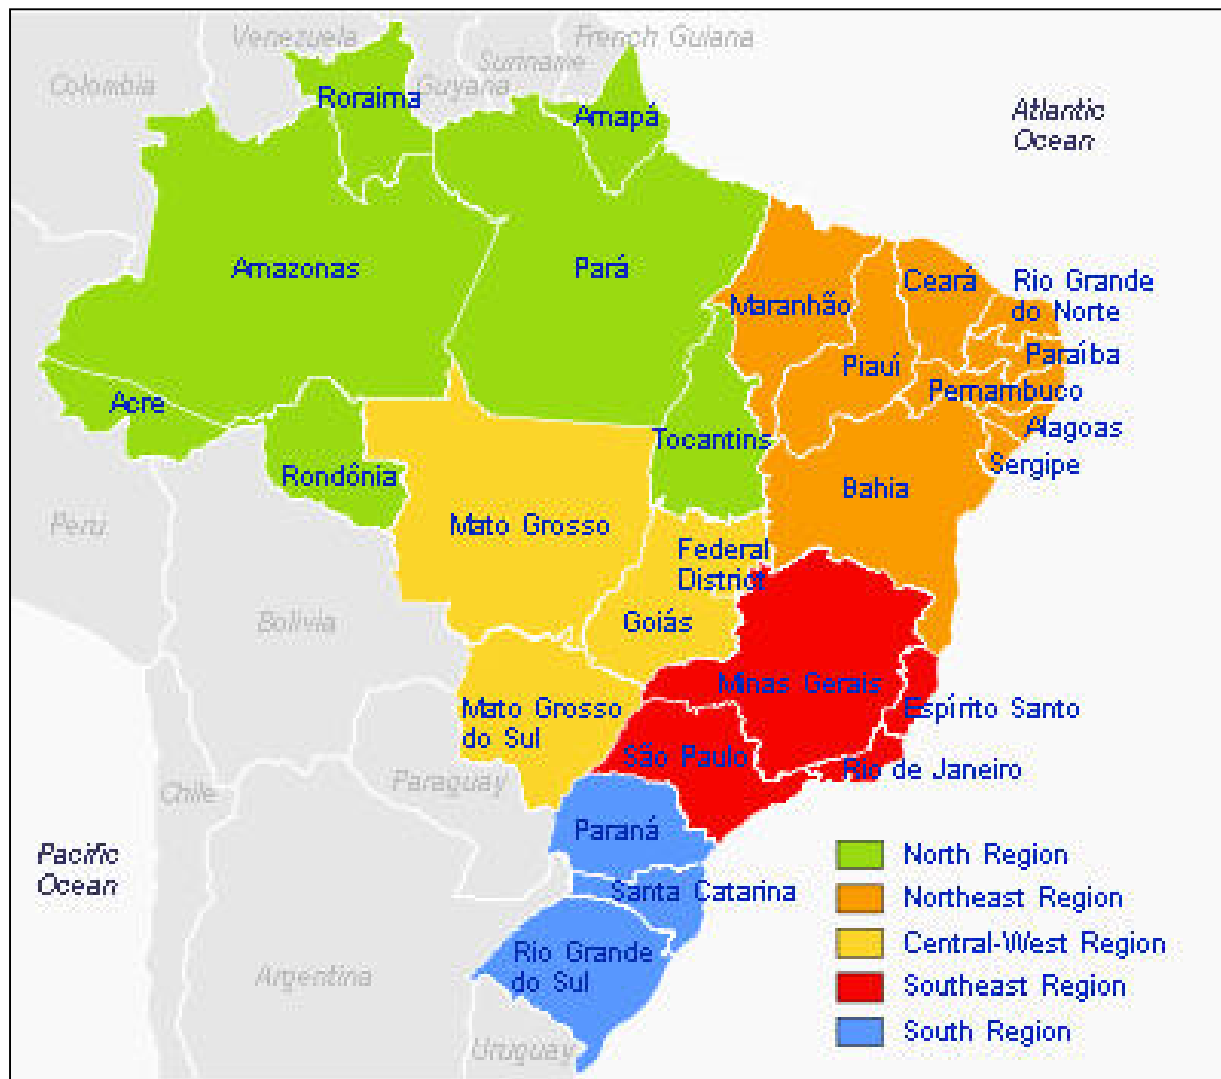 Venezuela
French Guiana
Suriname
Colombia
Guyana
Roraima
Amapá
Atlantic
Ocean
Amazonas
Pará
Ceará
Rio Grande
do Norte
Maranhão
Paraíba
Piauí
Pernambuco
Acre
Alagoas
Tocantins
Sergipe
Rondônia
Bahia
Peru
Mato Grosso
Federal
District
Bolivia
Goiás
Minas Gerais
Mato Grosso
do Sul
Espírito Santo
São Paulo
Rio de Janeiro
Paraguay
Chile
Paraná
Pacific
Ocean
Santa Catarina
Rio Grande
do Sul
Argentina
Uruguay
North Region
Northeast Region
Central-West Region
Southeast Region
South Region